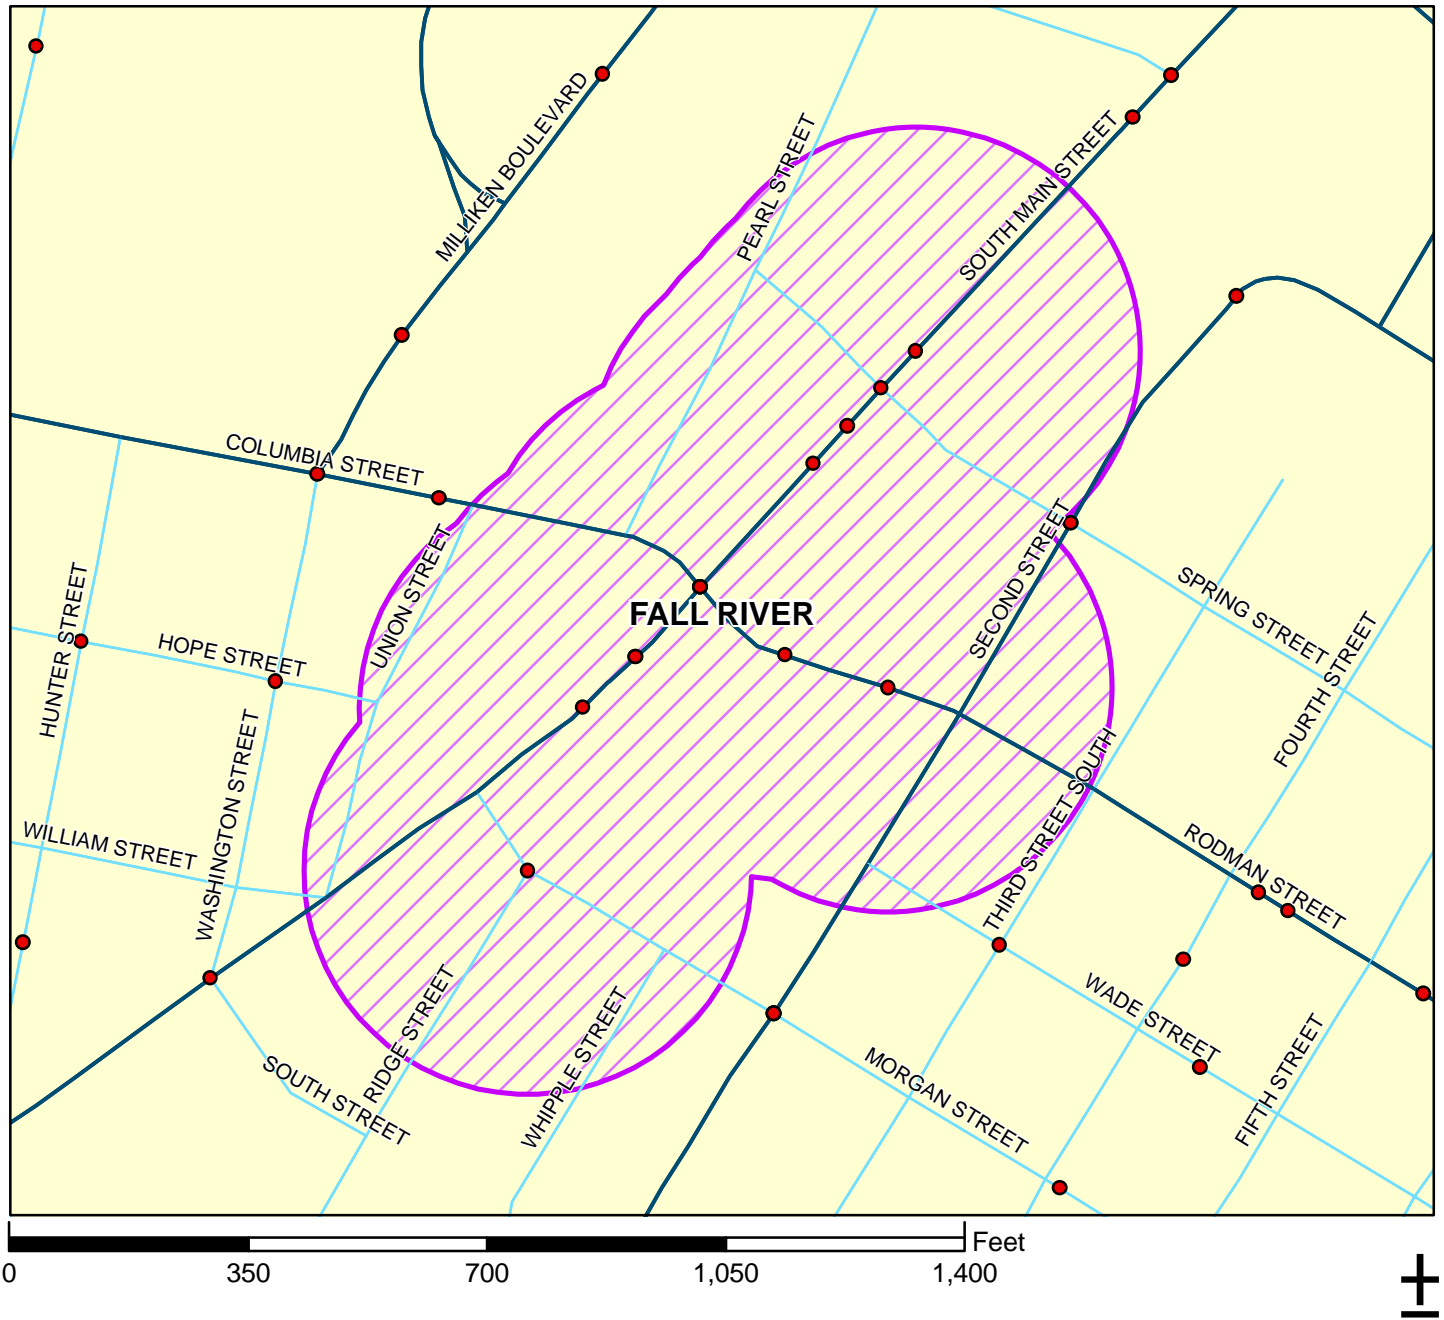 MILLIKEN BOULEVARD
PEARL STREET
SOUTH MAIN STREET
COLUMBIA STREET
UNION STREET
SECOND STREET
SPRING STREET
HUNTER STREET
HOPE STREET
FALL RIVER
FOURTH STREET
WASHINGTON STREET
THIRD STREET SOUTH
WILLIAM STREET
RODMAN STREET
RIDGE STREET
WHIPPLE STREET
WADE STREET
SOUTH STREET
MORGAN STREET
FIFTH STREET
Feet
0 350 700 1,050 1,400